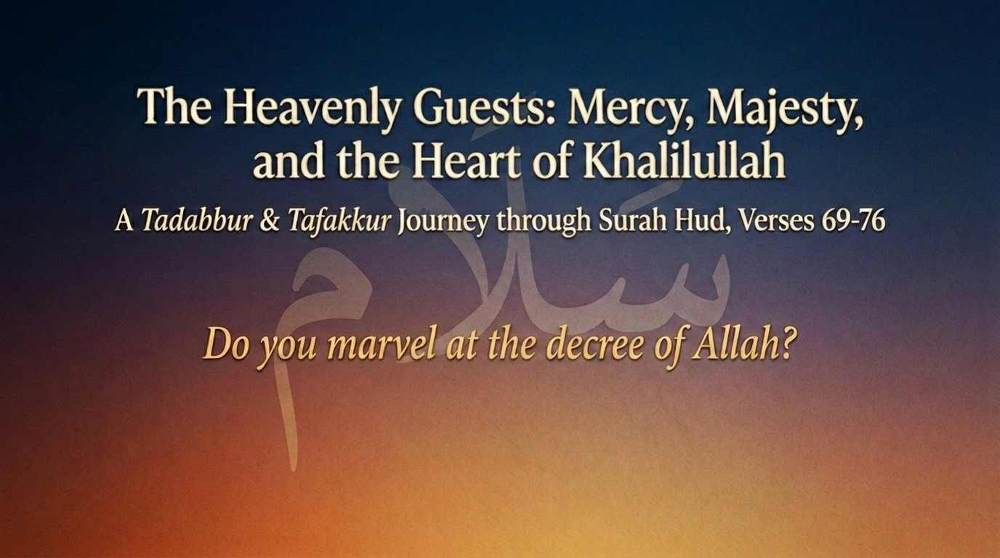 The Heavenly Guests: Mercy, Majesty,
and the Heart of Khalilullah
A Tadabbur & Tafakkur Journey through Surah Hud, Verses 69-76
سَلَامَ
Do you marvel at the decree of Allah?